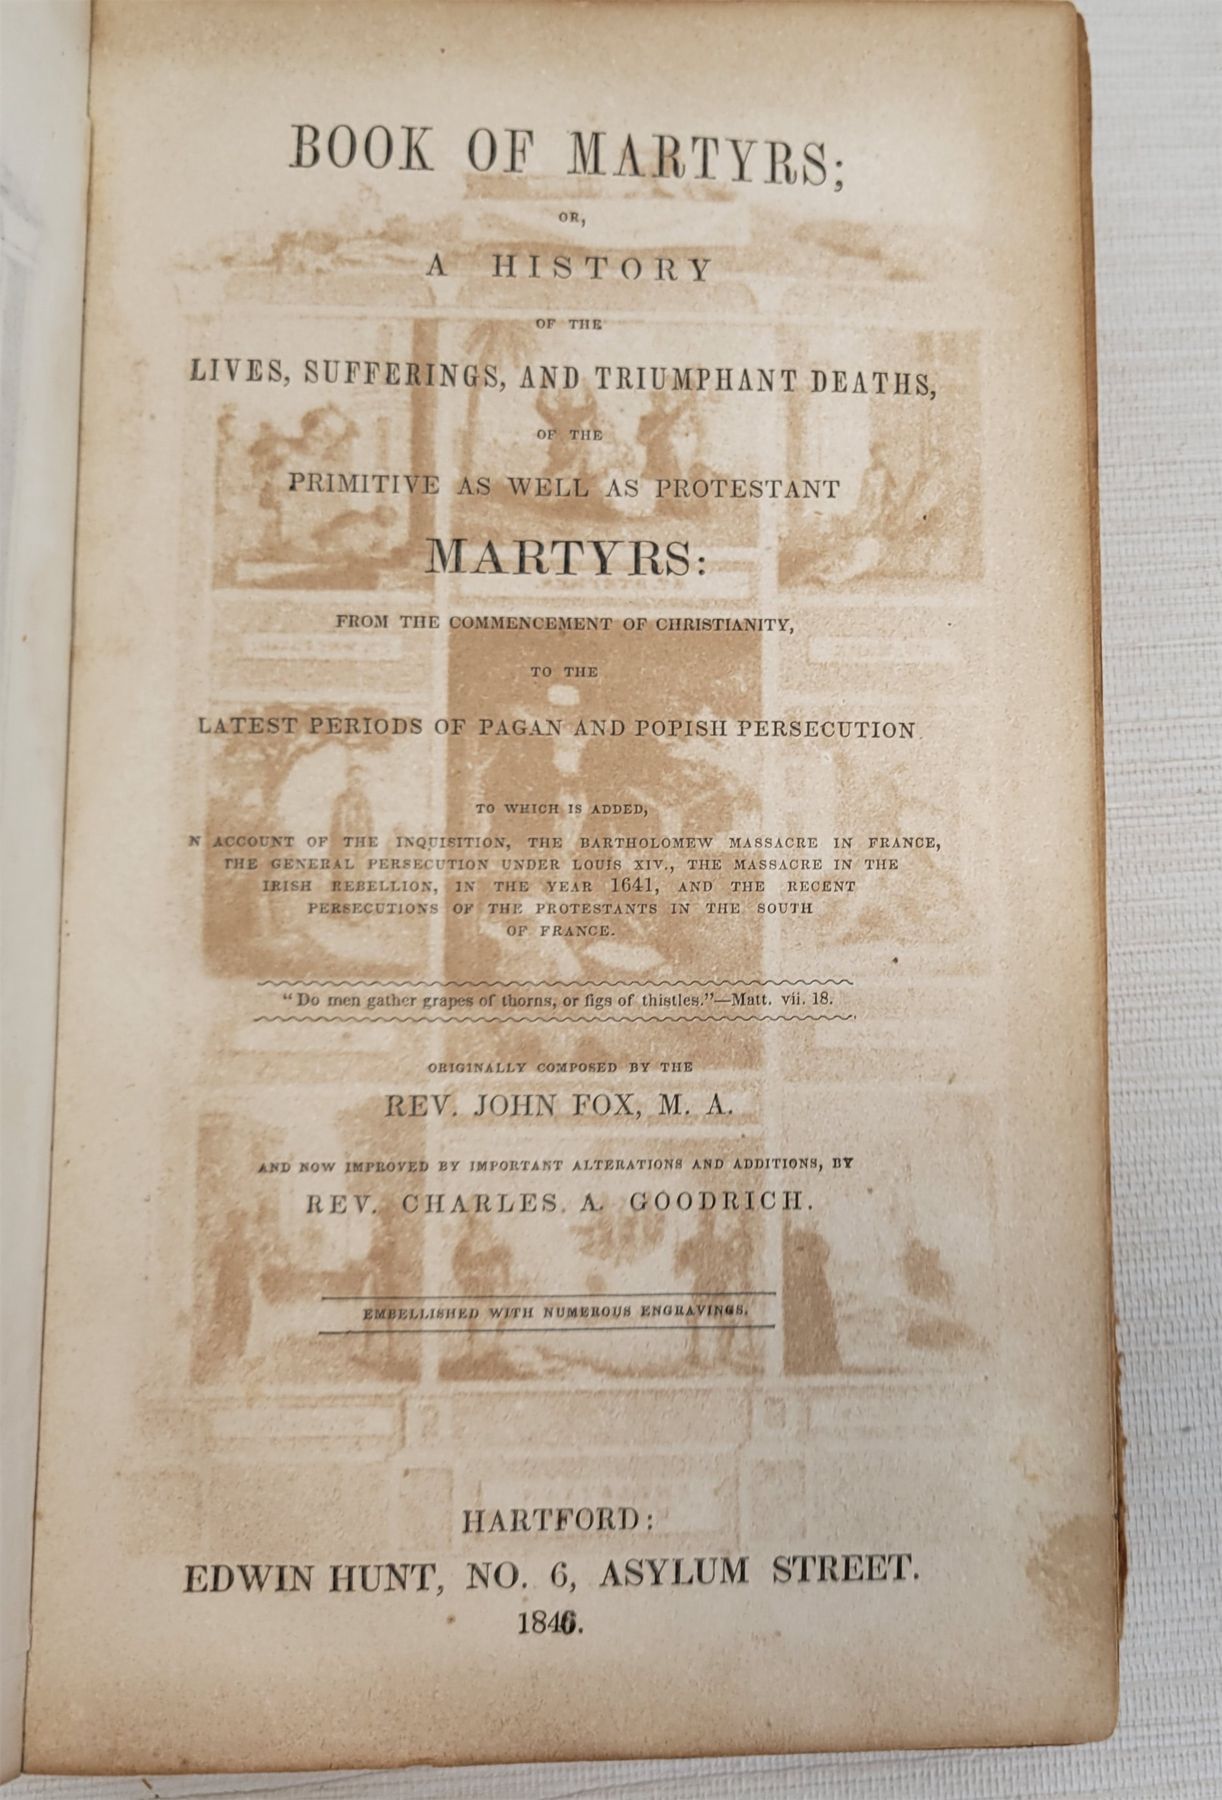 BOOK OF MARTYRS;
OR,
A HISTORY
OF THE
LIVES, SUFFERINGS, AND TRIUMPHANT DEATHS,
OF THE
PRIMITIVE AS WELL AS PROTESTANT
MARTYRS:
FROM THE COMMENCEMENT OF CHRISTIANITY,
TO THE
LATEST PERIODS OF PAGAN AND POPISH PERSECUTION
TO WHICH IS ADDED,
N ACCOUNT OF THE INQUISITION, THE BARTHOLOMEW MASSACRE IN FRANCE,
THE GENERAL PERSECUTION UNDER LOUIS XIV., THE MASSACRE IN THE
IRISH REBELLION, IN THE YEAR 1641, AND THE RECENT
PERSECUTIONS OF THE PROTESTANTS IN THE SOUTH
OF FRANCE.
"Do men gather grapes of thorns, or figs of thistles."—Matt. vii. 18.
ORIGINALLY COMPOSED BY THE
REV. JOHN FOX, M. A.
AND NOW IMPROVED BY IMPORTANT ALTERATIONS AND ADDITIONS, BY
REV. CHARLES A. GOODRICH.
EMBELLISHED WITH NUMEROUS ENGRAVINGS.
HARTFORD:
EDWIN HUNT, NO. 6, ASYLUM STREET.
1846.